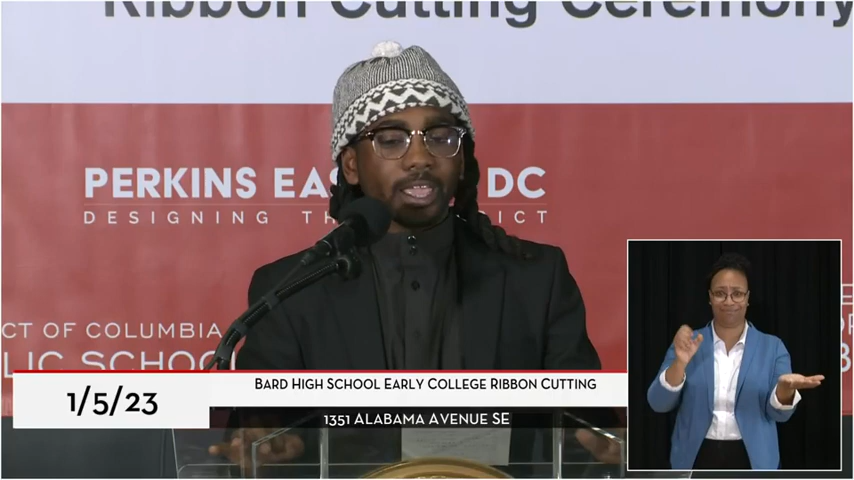 Ribbon Cutting Ceremony
PERKINS EAS DC
DESIGNING TH ICT
CT OF COLUMBIA
LIC SCHOO
1/5/23
BARD HIGH SCHOOL EARLY COLLEGE RIBBON CUTTING
1351 ALABAMA AVENUE SE